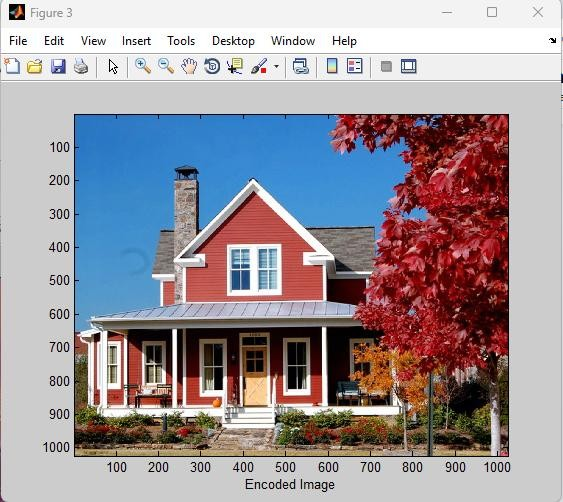 Figure 3
File Edit View Insert Tools Desktop Window Help
100
200
300
400
500
600
700
800
900
1000
100 200 300 400 500 600 700 800 900 1000
Encoded Image